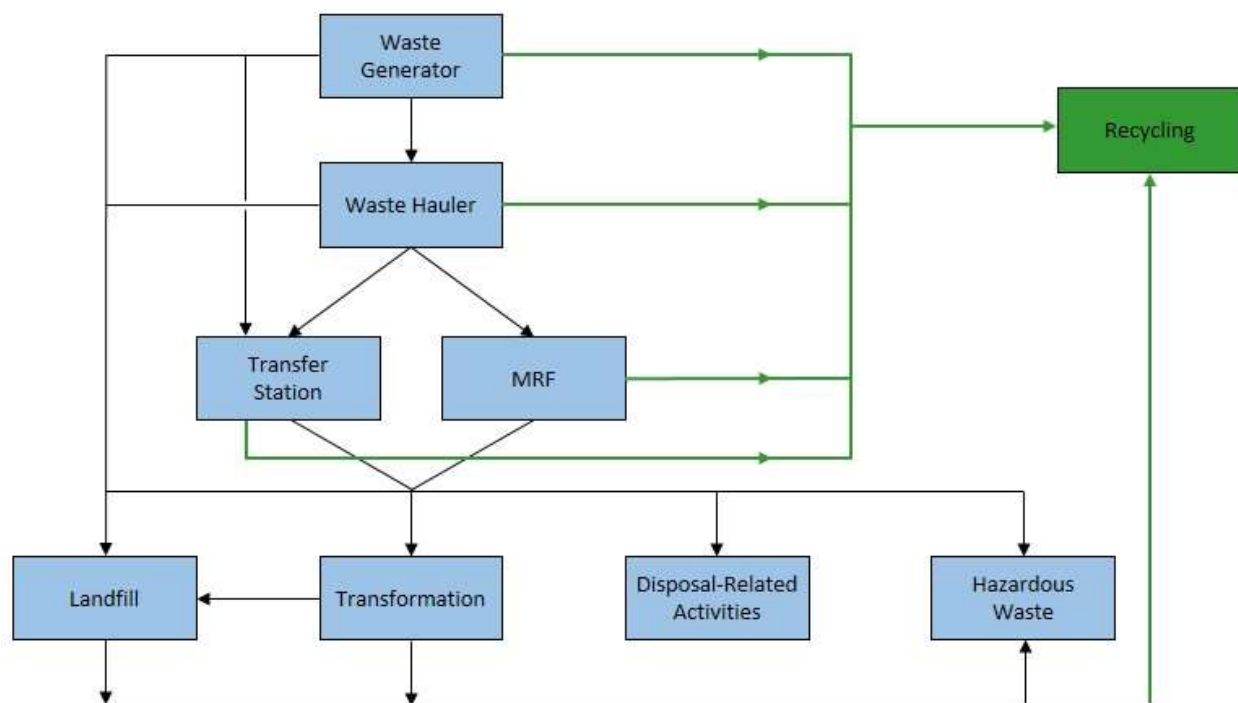 Waste
Generator
Recycling
Waste Hauler
Transfer
Station
MRF
Landfill
Transformation
Disposal-Related
Activities
Hazardous
Waste